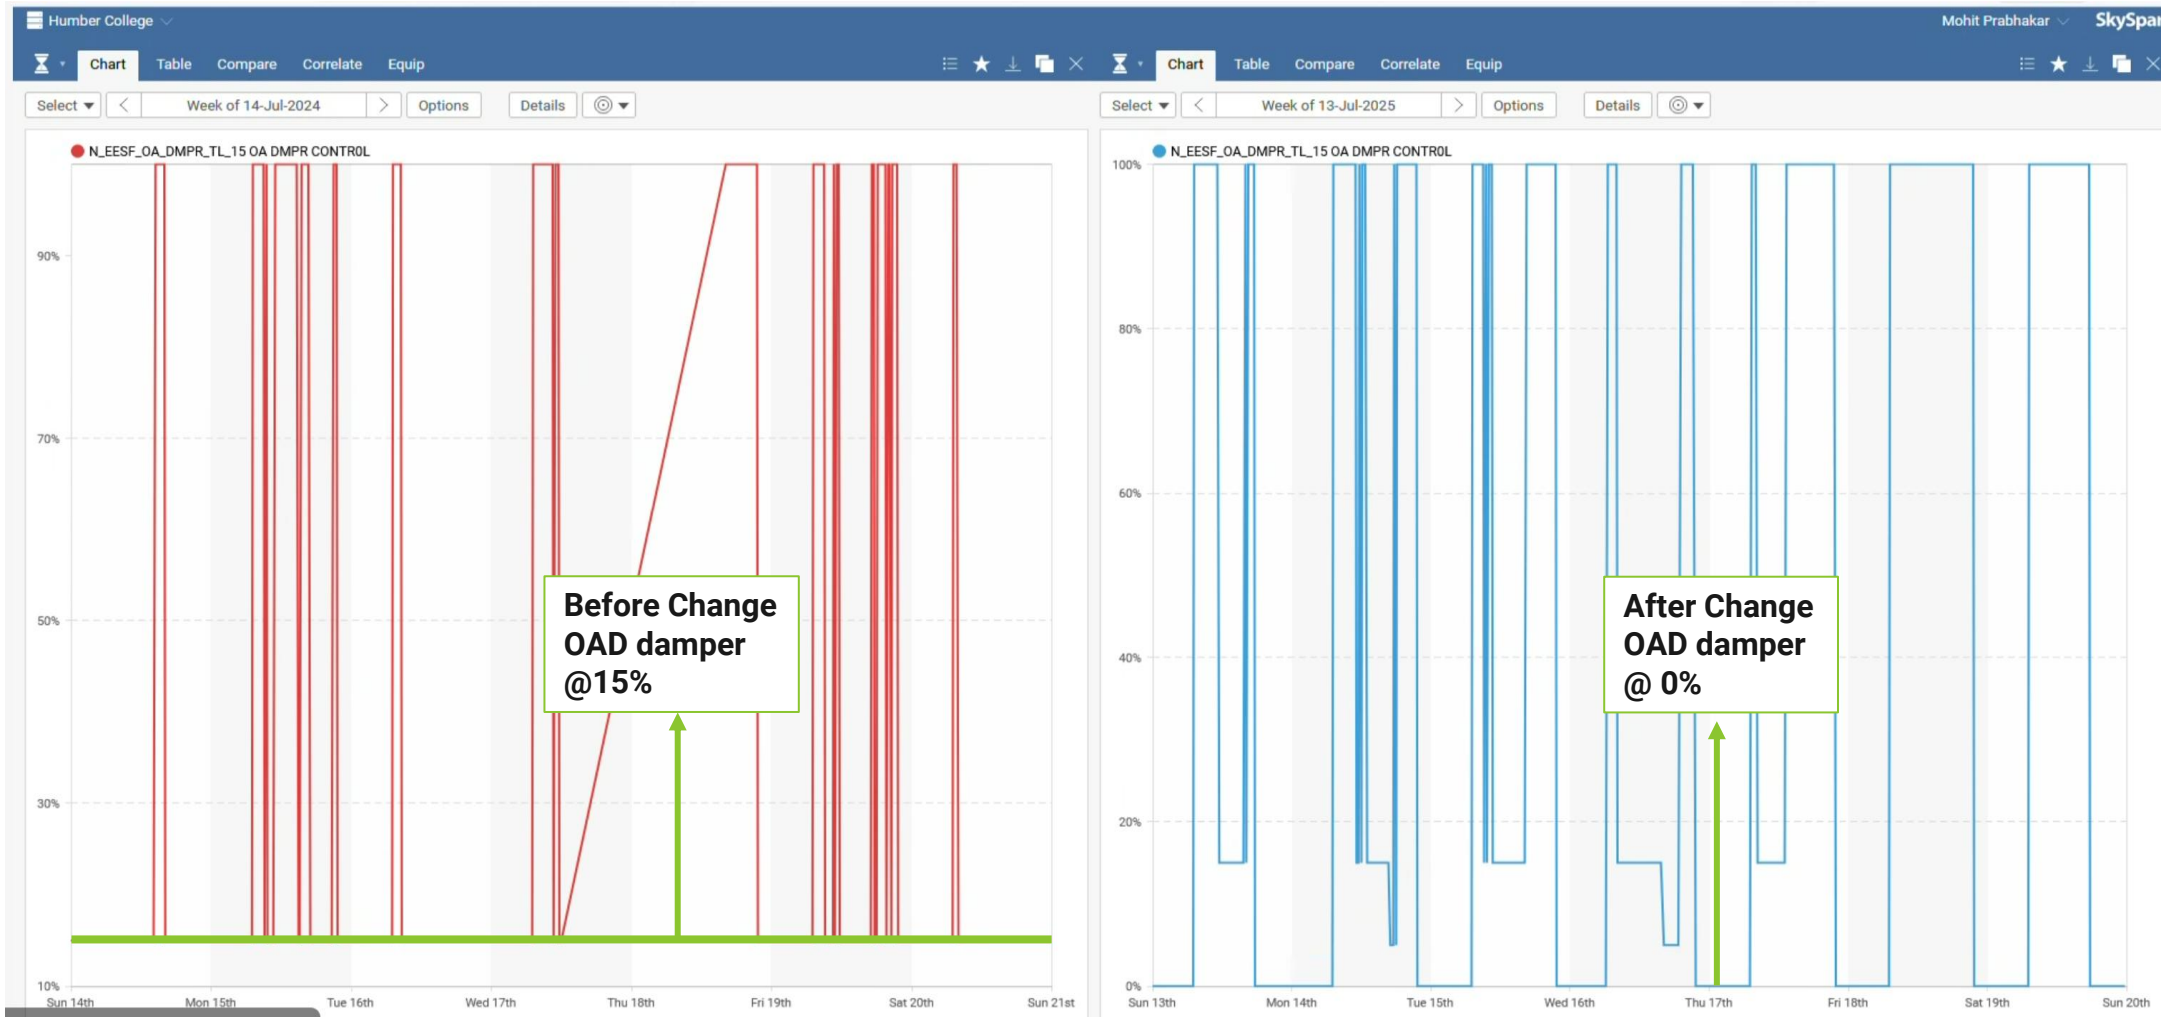 Humber College
Mohit Prabhakar
Chart Table Compare Correlate Equip
Chart Table Compare Correlate Equip
Select Week of 14-Jul-2024 Options Details
Select Week of 13-Jul-2025 Options Details
N_EESF_OA_DMPR_TL_15 OA DMPR CONTR0L
90%
70%
50%
30%
10%
Before Change
OAD damper
@15%
Sun 14th Mon 15th Tue 16th Wed 17th Thu 18th Fri 19th Sat 20th Sun 21st
N_EESF_OA_DMPR_TL_15 OA DMPR CONTR0L
100%
80%
60%
40%
20%
0%
After Change
OAD damper
@ 0%
Sun 13th Mon 14th Tue 15th Wed 16th Thu 17th Fri 18th Sat 19th Sun 20th